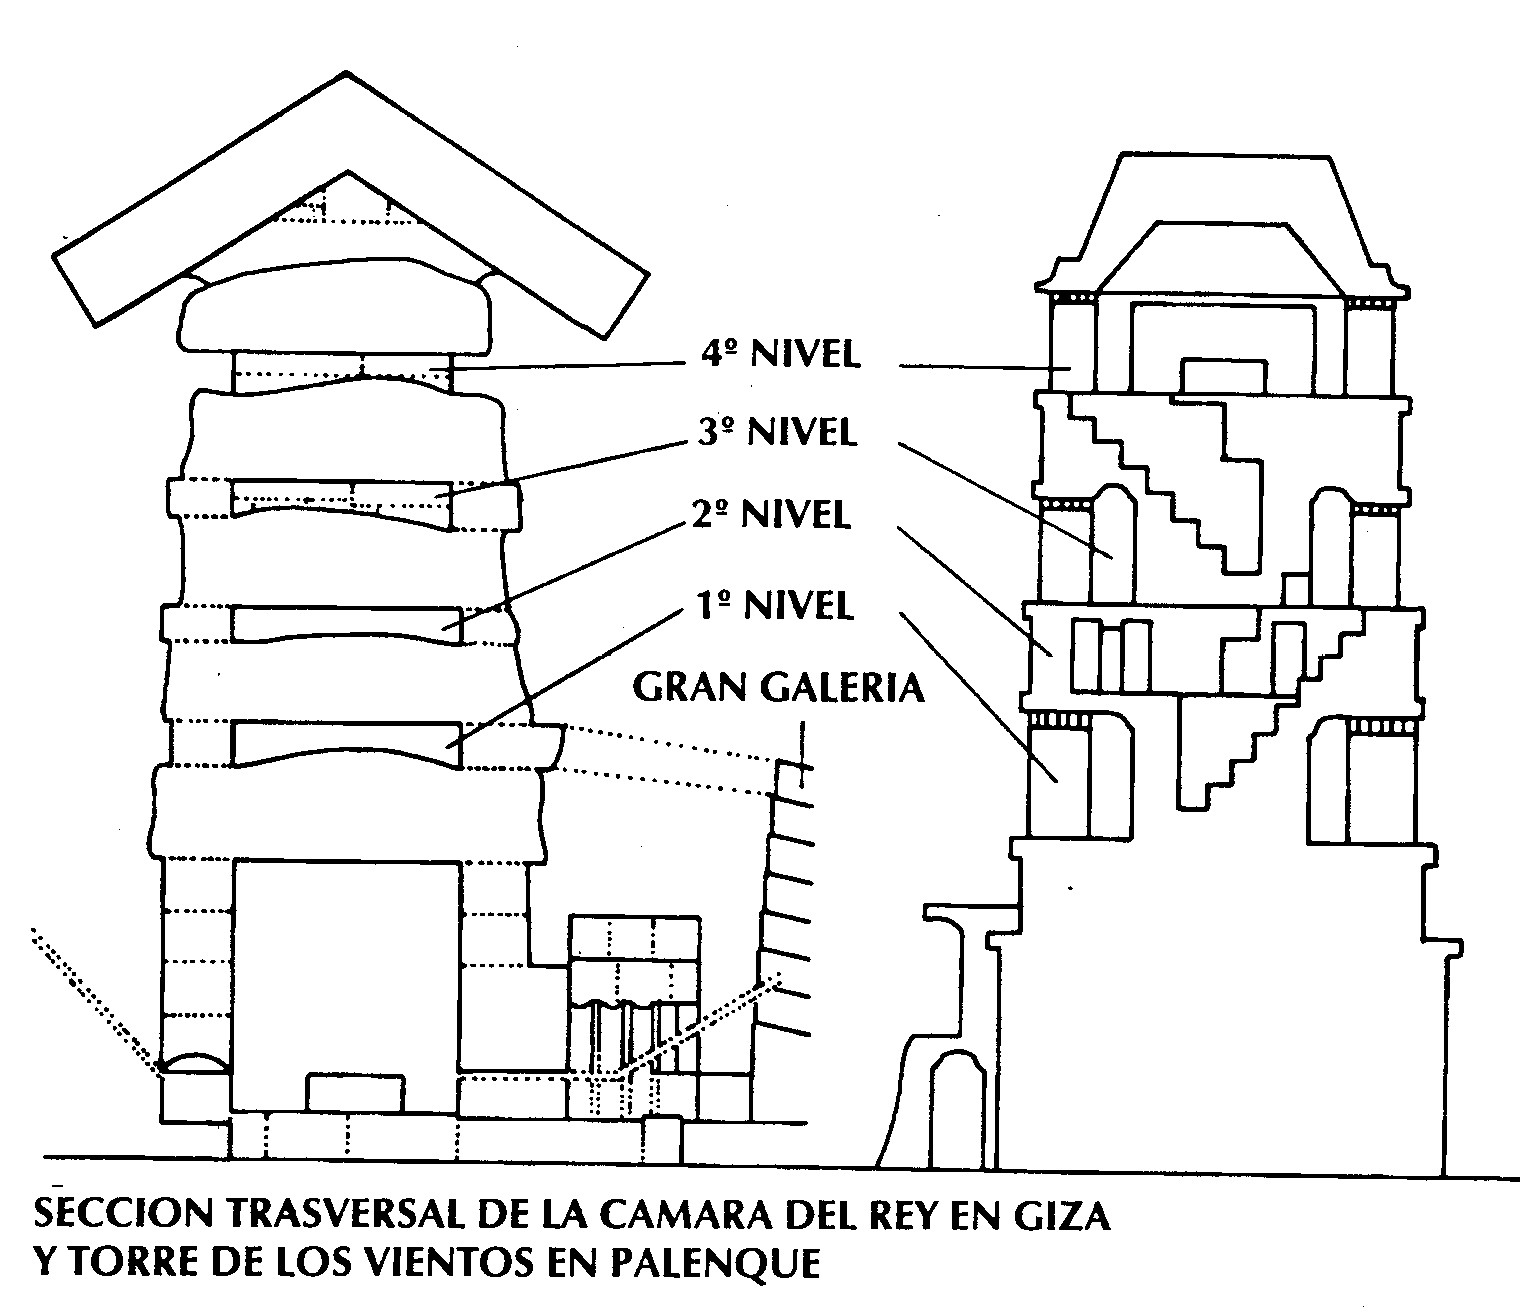 4º NIVEL
3º NIVEL
2º NIVEL
1º NIVEL
GRAN GALERIA
SECCION TRASVERSAL DE LA CAMARA DEL REY EN GIZA
Y TORRE DE LOS VIENTOS EN PALENQUE